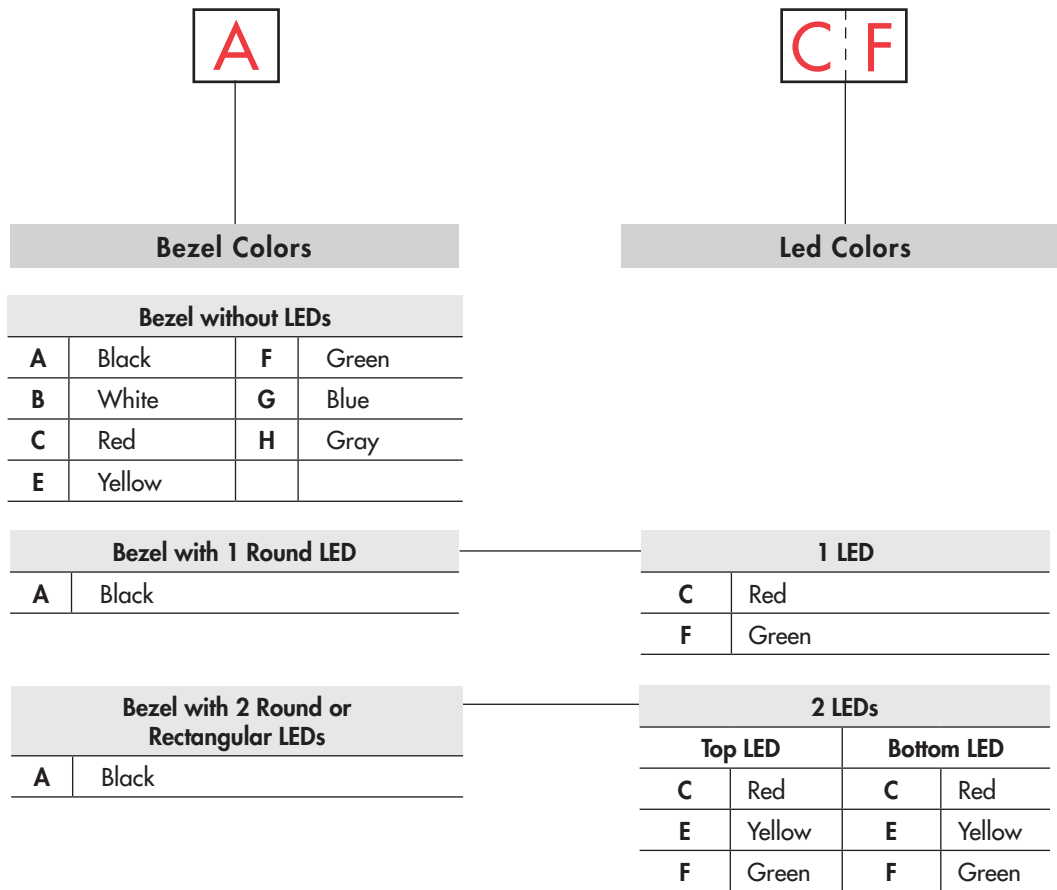 A
C F
Bezel Colors
Led Colors
Bezel without LEDs
A Black F Green
B White G Blue
C Red H Gray
E Yellow
Bezel with 1 Round LED
A Black
1 LED
C Red
F Green
Bezel with 2 Round or
Rectangular LEDs
A Black
2 LEDs
Top LED Bottom LED
C Red C Red
E Yellow E Yellow
F Green F Green